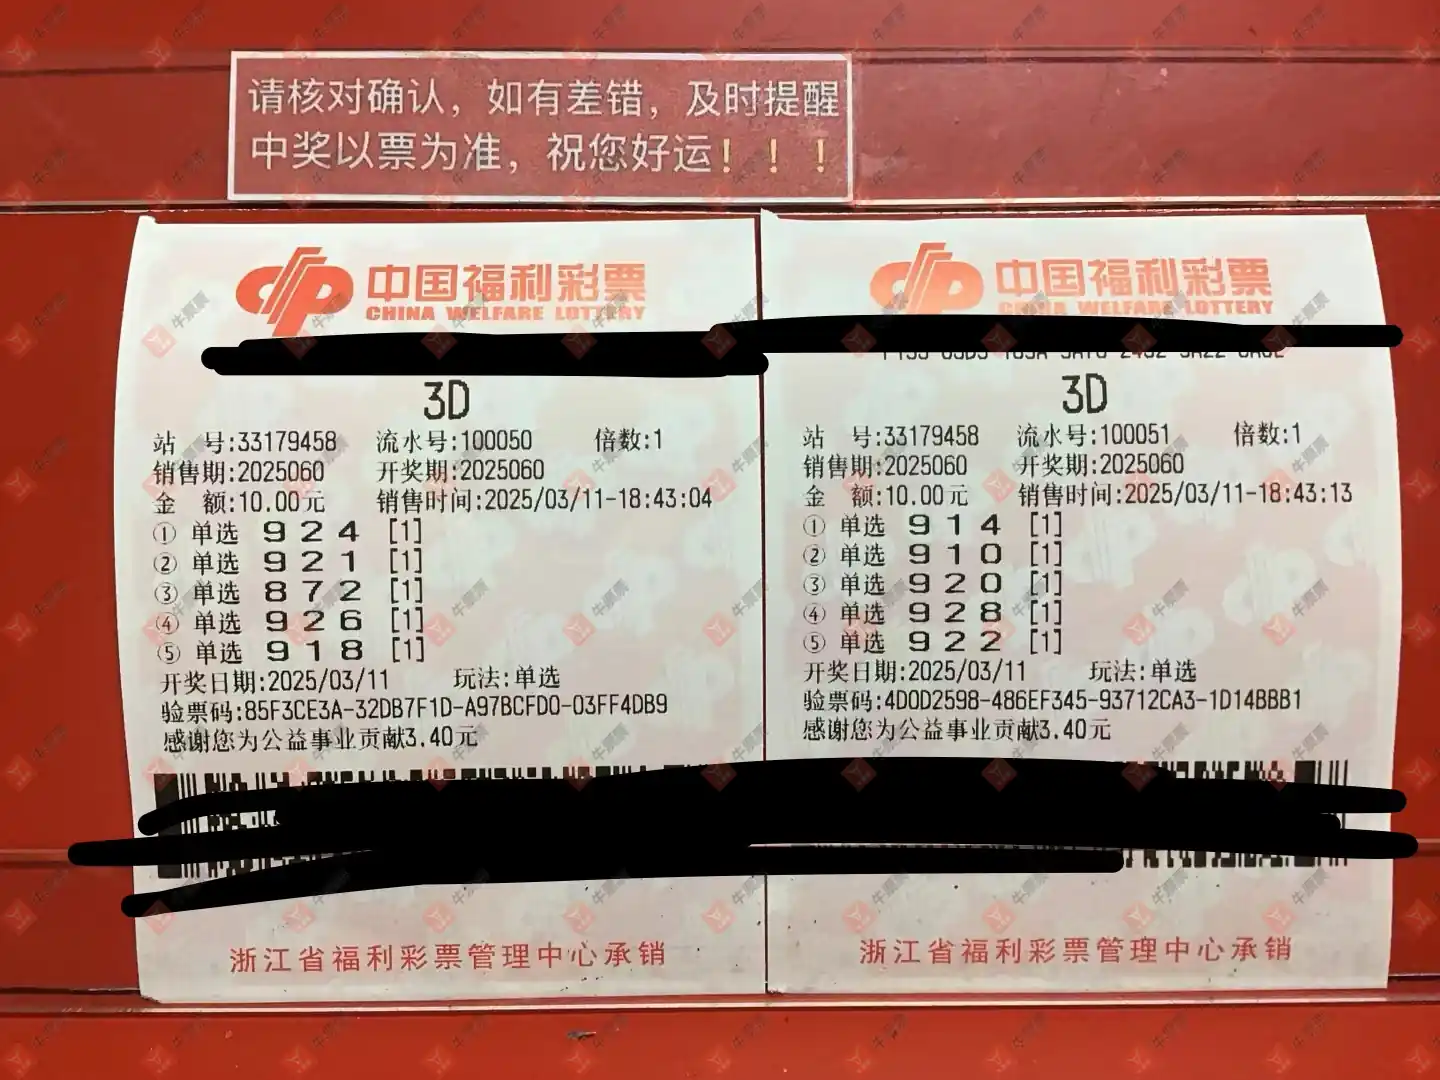 请核对确认，如有差错，及时提醒
中奖以票为准，祝您好运！！！
中国福利彩票
CHINA WELFARE LOTTERY
3D
站 号:33179458 流水号:100050 倍数:1
销售期:2025060 开奖期:2025060
金 额:10.00元 销售时间:2025/03/11-18:43:04
① 单选 9 2 4 [1]
② 单选 9 2 1 [1]
③ 单选 8 7 2 [1]
④ 单选 9 2 6 [1]
⑤ 单选 9 1 8 [1]
开奖日期:2025/03/11 玩法:单选
验票码:85F3CE3A-32DB7F1D-A97BCFD0-03FF4DB9
感谢您为公益事业贡献3.40元
浙江省福利彩票管理中心承销
中国福利彩票
CHINA WELFARE LOTTERY
3D
站 号:33179458 流水号:100051 倍数:1
销售期:2025060 开奖期:2025060
金 额:10.00元 销售时间:2025/03/11-18:43:13
① 单选 9 1 4 [1]
② 单选 9 1 0 [1]
③ 单选 9 2 0 [1]
④ 单选 9 2 8 [1]
⑤ 单选 9 2 2 [1]
开奖日期:2025/03/11 玩法:单选
验票码:4D0D2598-486EF345-93712CA3-1D14BBB1
感谢您为公益事业贡献3.40元
浙江省福利彩票管理中心承销